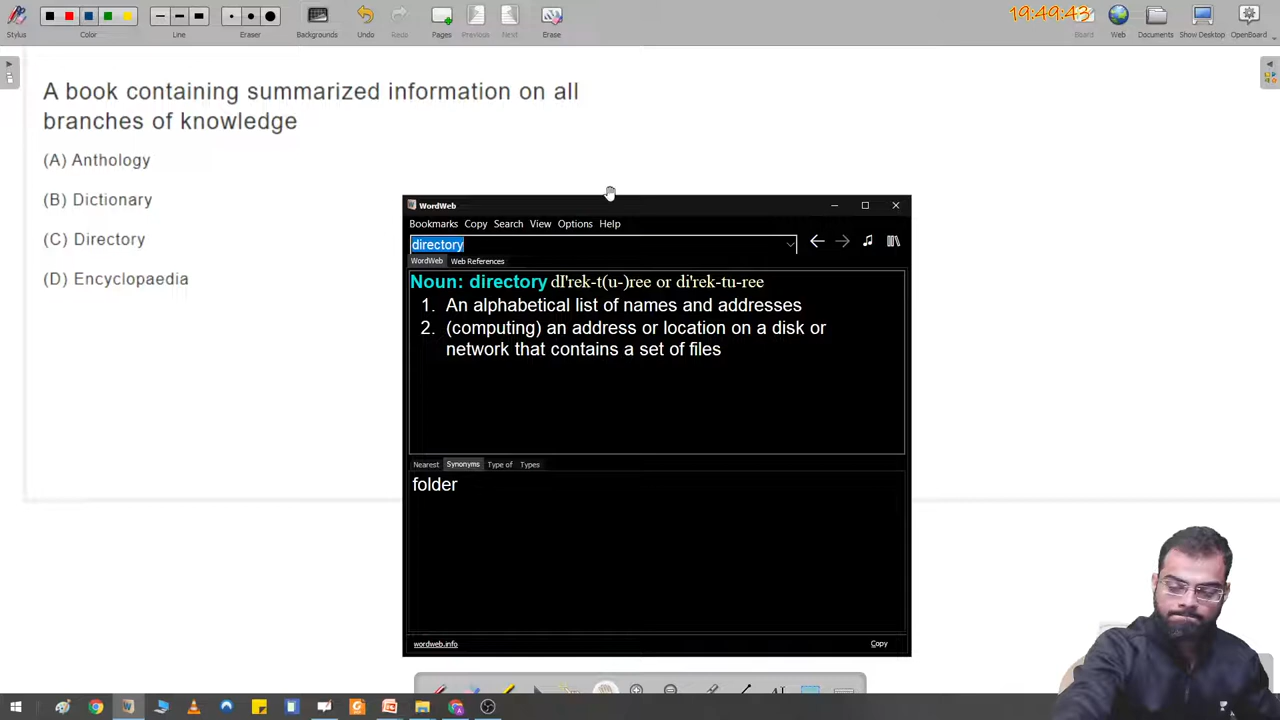 19:49:43
Stylus Color Line Eraser Backgrounds Undo Redo Pages Previous Next Erase Board Web Documents Show Desktop OpenBoard
A book containing summarized information on all
branches of knowledge
(A) Anthology
(B) Dictionary
(C) Directory
(D) Encyclopaedia
WordWeb
Bookmarks Copy Search View Options Help
directory
WordWeb Web References
Noun: directory dI'rek-t(u-)ree or di'rek-tu-ree
1. An alphabetical list of names and addresses
2. (computing) an address or location on a disk or
network that contains a set of files
Nearest Synonyms Type of Types
folder
wordweb.info Copy